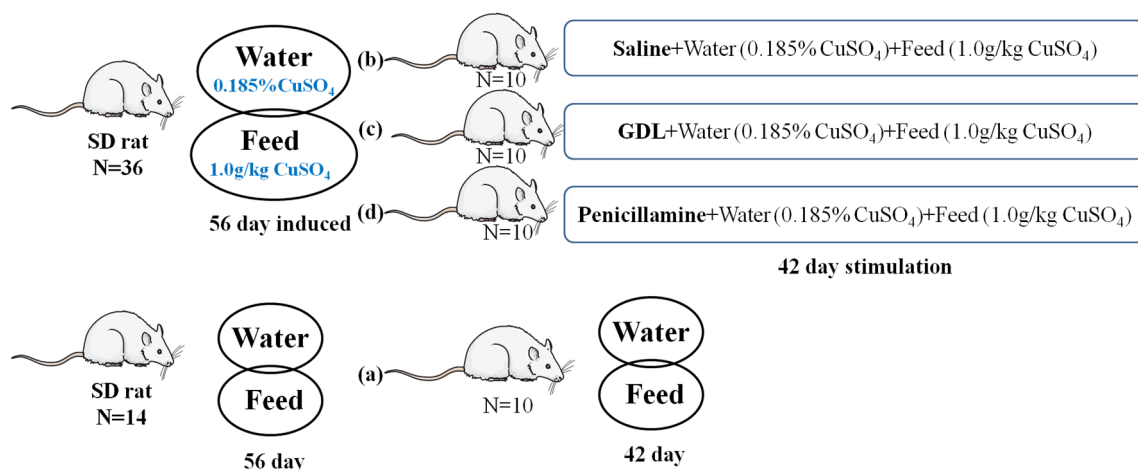 SD rat
N=36
Water
0.185%CuSO₄
Feed
1.0g/kg CuSO₄
56 day induced
(b)
N=10
Saline+Water (0.185% CuSO₄)+Feed (1.0g/kg CuSO₄)
(c)
N=10
GDL+Water (0.185% CuSO₄)+Feed (1.0g/kg CuSO₄)
(d)
N=10
Penicillamine+Water (0.185% CuSO₄)+Feed (1.0g/kg CuSO₄)
42 day stimulation
SD rat
N=14
Water
Feed
56 day
(a)
N=10
Water
Feed
42 day